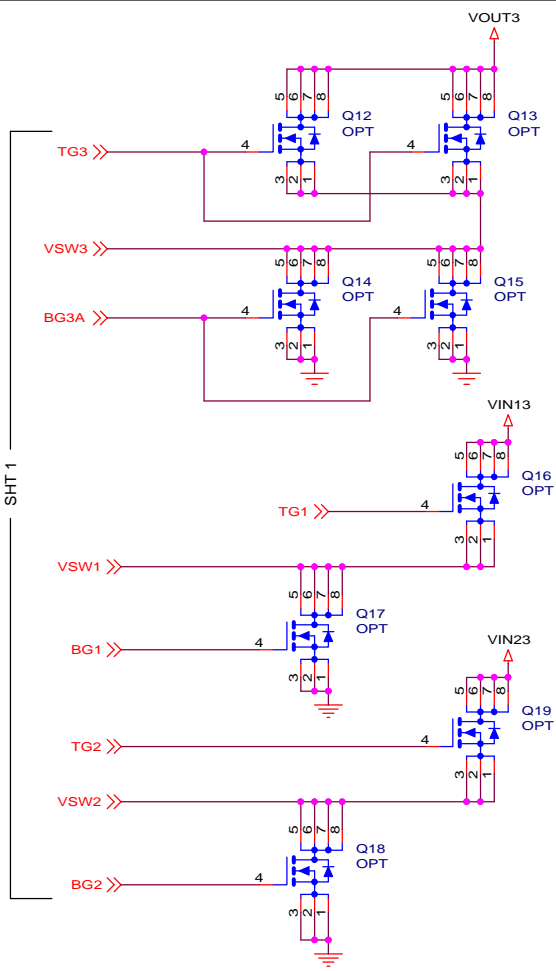 VOUT3
5 6 7 8
Q12
OPT
5 6 7 8
Q13
OPT
TG3
4
4
3 2 1
3 2 1
VSW3
5 6 7 8
Q14
OPT
5 6 7 8
Q15
OPT
BG3A
4
4
3 2 1
3 2 1
VIN13
5 6 7 8
Q16
OPT
SHT 1
TG1
4
3 2 1
VSW1
5 6 7 8
Q17
OPT
BG1
4
3 2 1
VIN23
5 6 7 8
Q19
OPT
TG2
4
3 2 1
VSW2
5 6 7 8
Q18
OPT
BG2
4
3 2 1